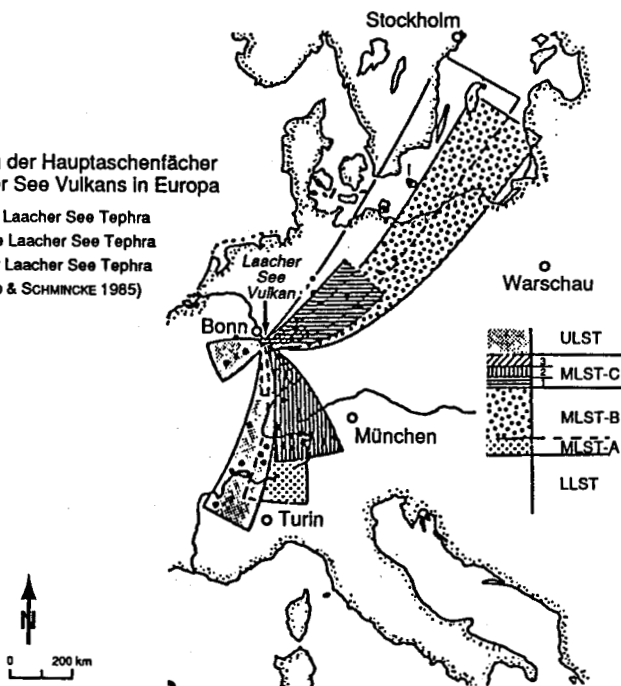 Stockholm
der Hauptaschenfächer
See Vulkans in Europa
Laacher See Tephra
Laacher See Tephra
Laacher See Tephra
& SCHMINCKE 1985)
Laacher
See
Vulkan
Warschau
Bonn
ULST
3
2
MLST-C
1
München
MLST-B
MLST-A
LLST
Turin
N
0 200 km